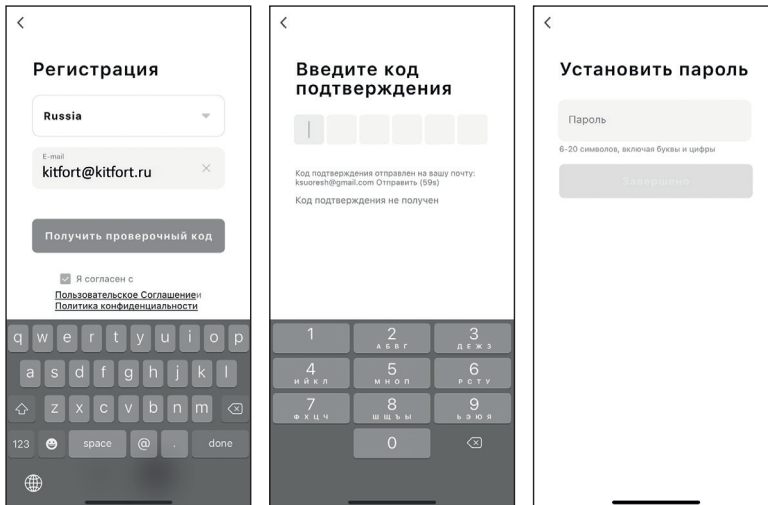 Регистрация
Russia
E-mail
kitfort@kitfort.ru
Получить проверочный код
Я согласен с
Пользовательское Соглашениеи
Политика конфиденциальности
q w e r t y u i o p
a s d f g h j k l
z x c v b n m
123 space @ . done
Введите код
подтверждения
Код подтверждения отправлен на вашу почту:
ksuoresh@gmail.com Отправить (59s)
Код подтверждения не получен
1 2 3
А Б В Г Д Е Ж З
4 5 6
И Й К Л М Н О П Р С Т У
7 8 9
Ф Х Ц Ч Ш Щ Ъ Ы Ь Э Ю Я
0
Установить пароль
Пароль
6-20 символов, включая буквы и цифры
Завершено